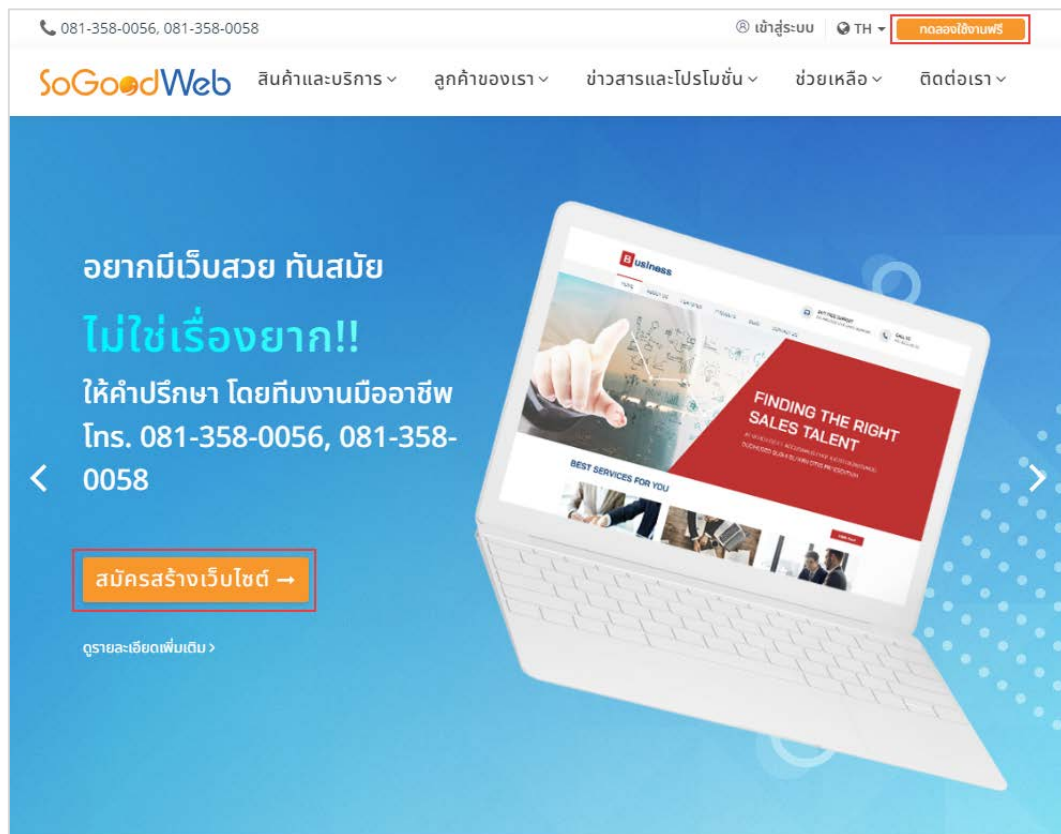 081-358-0056, 081-358-0058
เข้าสู่ระบบ
TH
ทดลองใช้งานฟรี
SoGoodWeb
สินค้าและบริการ
ลูกค้าของเรา
ข่าวสารและโปรโมชั่น
ช่วยเหลือ
ติดต่อเรา
อยากมีเว็บสวย ทันสมัย
ไม่ใช่เรื่องยาก!!
ให้คำปรึกษา โดยทีมงานมืออาชีพ
โทร. 081-358-0056, 081-358-
0058
สมัครสร้างเว็บไซต์ →
ดูรายละเอียดเพิ่มเติม >
Business
HOME
ABOUT US
CONTACT US
FINDING THE RIGHT
SALES TALENT
BEST SERVICES FOR YOU